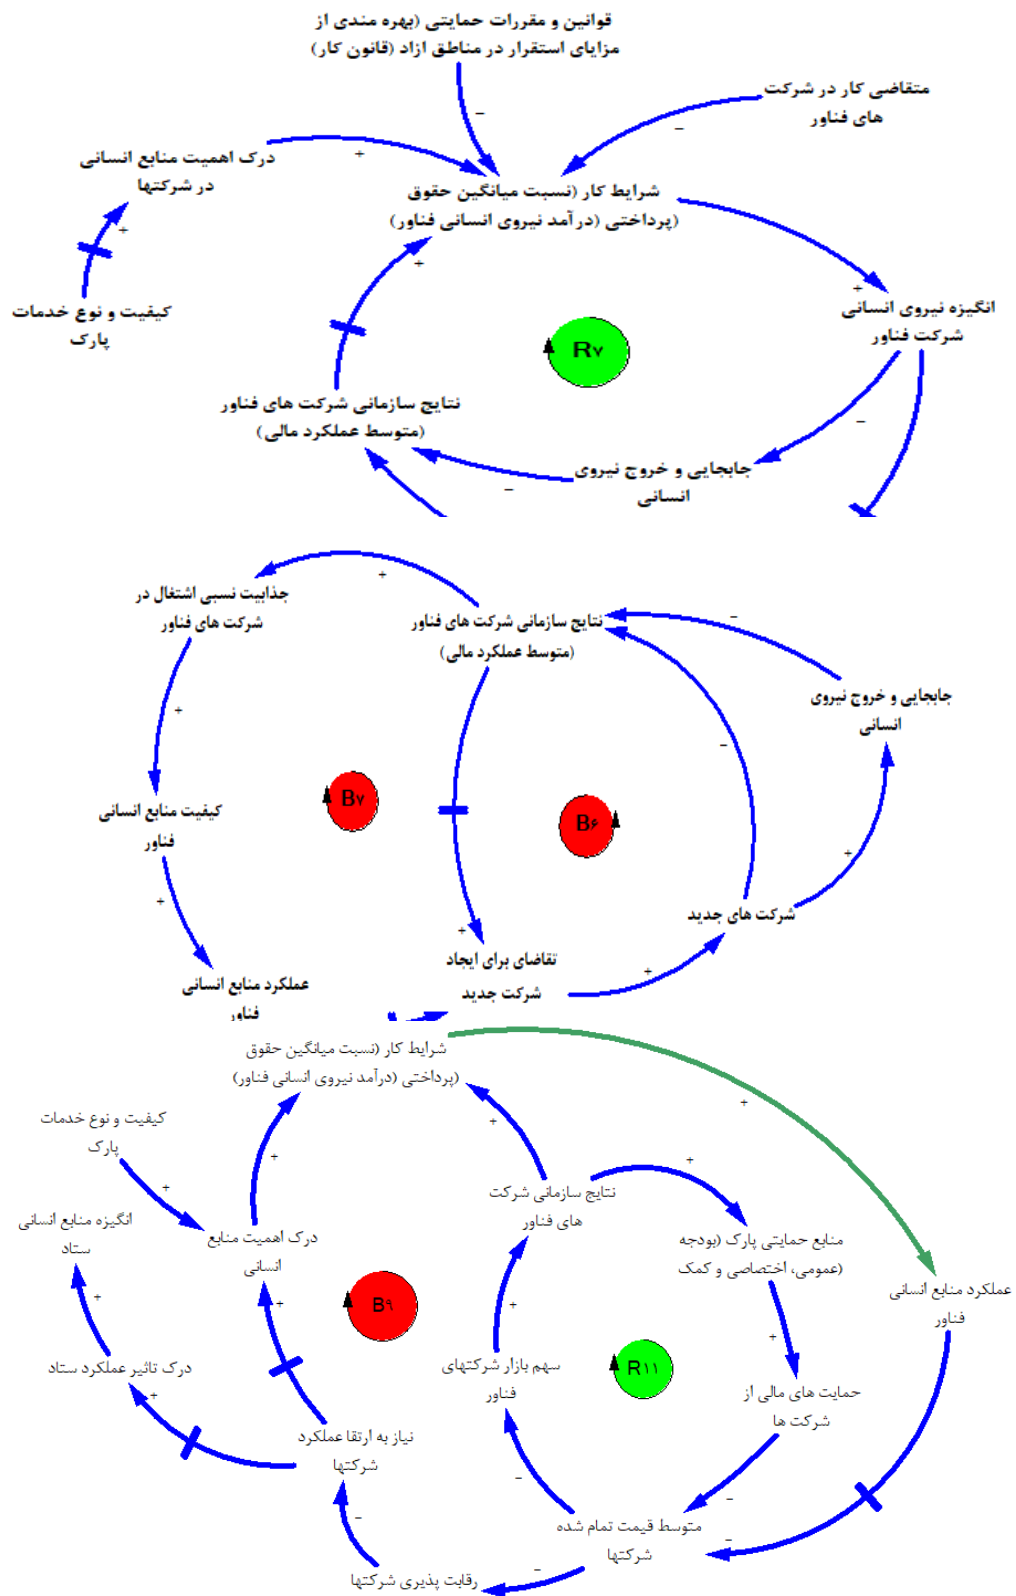 قوانین و مقررات حمایتی (بهره مندی از
مزایای استقرار در مناطق ازاد (قانون کار)
متقاضی کار در شرکت
های فناور
درک اهمیت منابع انسانی
در شرکتها
شرایط کار (نسبت میانگین حقوق
پرداختی (درآمد نیروی انسانی فناور)
کیفیت و نوع خدمات
پارک
انگیزه نیروی انسانی
شرکت فناور
R۷
نتایج سازمانی شرکت های فناور
(متوسط عملکرد مالی)
جابجایی و خروج نیروی
انسانی
جذابیت نسبی اشتغال در
شرکت های فناور
نتایج سازمانی شرکت های فناور
(متوسط عملکرد مالی)
جابجایی و خروج نیروی
انسانی
کیفیت منابع انسانی
فناور
B۷
B۶
شرکت های جدید
تقاضای برای ایجاد
شرکت جدید
عملکرد منابع انسانی
فناور
شرایط کار (نسبت میانگین حقوق
پرداختی (درآمد نیروی انسانی فناور)
کیفیت و نوع خدمات
پارک
انگیزه منابع انسانی
ستاد
درک اهمیت منابع
انسانی
نتایج سازمانی شرکت
های فناور
منابع حمایتی پارک (بودجه
عمومی، اختصاصی و کمک)
عملکرد منابع انسانی
فناور
B۹
R۱۱
درک تاثیر عملکرد ستاد
سهم بازار شرکتهای
فناور
حمایت های مالی از
شرکت ها
نیاز به ارتقا عملکرد
شرکتها
متوسط قیمت تمام شده
شرکتها
رقابت پذیری شرکتها